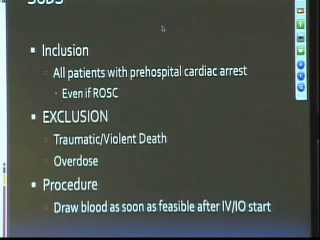 SUDS
Inclusion
All patients with prehospital cardiac arrest
Even if ROSC
EXCLUSION
Traumatic/Violent Death
Overdose
Procedure
Draw blood as soon as feasible after IV/IO start